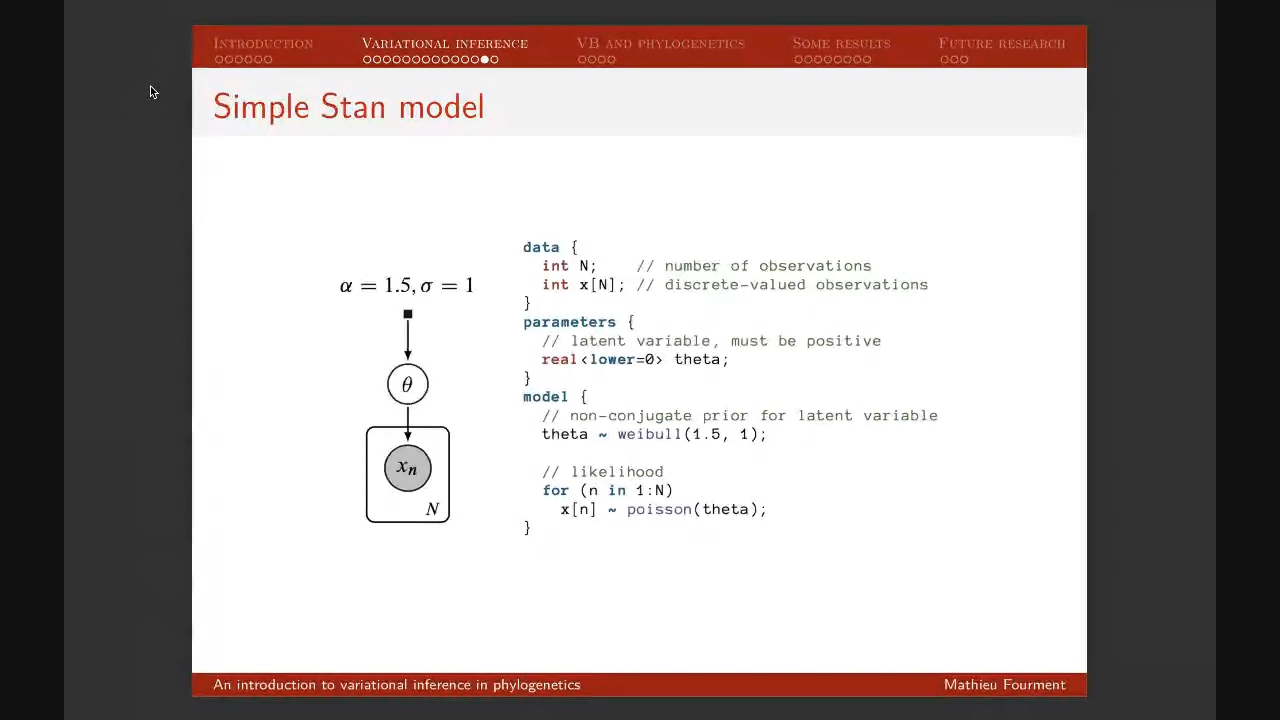 INTRODUCTION VARIATIONAL INFERENCE VB AND PHYLOGENETICS SOME RESULTS FUTURE RESEARCH
Simple Stan model
α = 1.5, σ = 1
θ
xn
N
data {
int N; // number of observations
int x[N]; // discrete-valued observations
}
parameters {
// latent variable, must be positive
real<lower=0> theta;
}
model {
// non-conjugate prior for latent variable
theta ~ weibull(1.5, 1);
// likelihood
for (n in 1:N)
x[n] ~ poisson(theta);
}
An introduction to variational inference in phylogenetics Mathieu Fourment